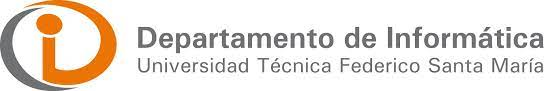 Departamento de Informática
Universidad Técnica Federico Santa María